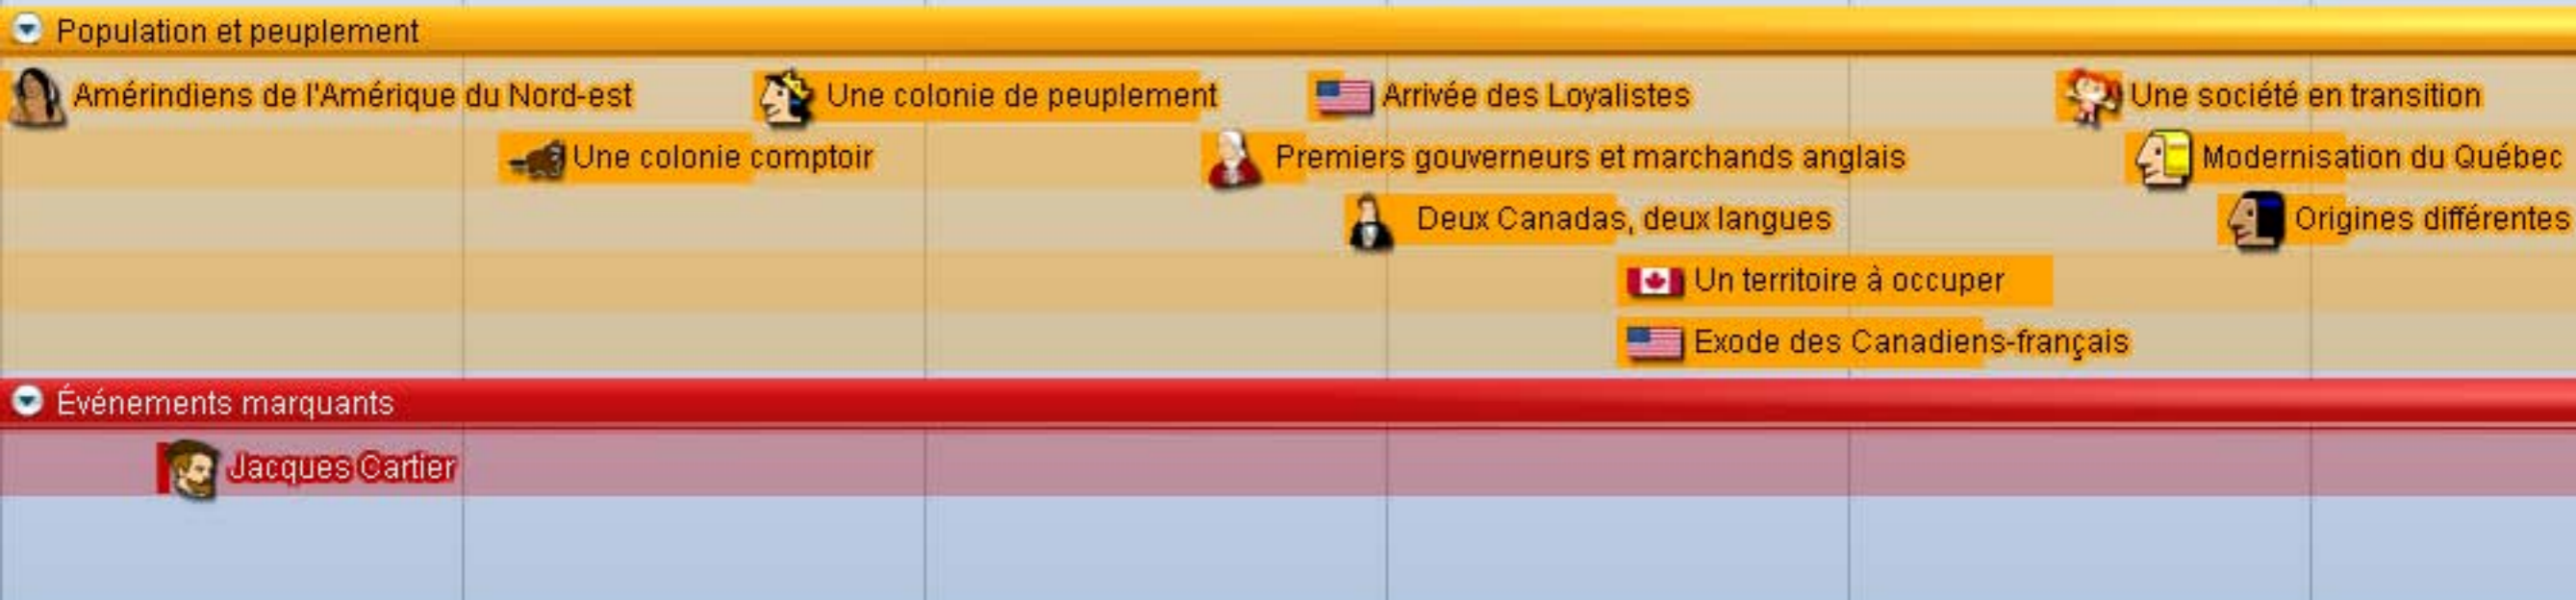 Population et peuplement
Amérindiens de l'Amérique du Nord-est
Une colonie de peuplement
Arrivée des Loyalistes
Une société en transition
Une colonie comptoir
Premiers gouverneurs et marchands anglais
Modernisation du Québec
Deux Canadas, deux langues
Origines différentes
Un territoire à occuper
Exode des Canadiens-français
Événements marquants
Jacques Cartier